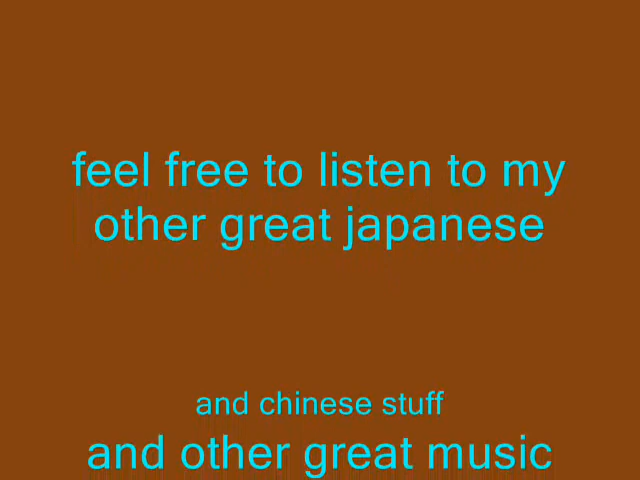 feel free to listen to my
other great japanese
and chinese stuff
and other great music